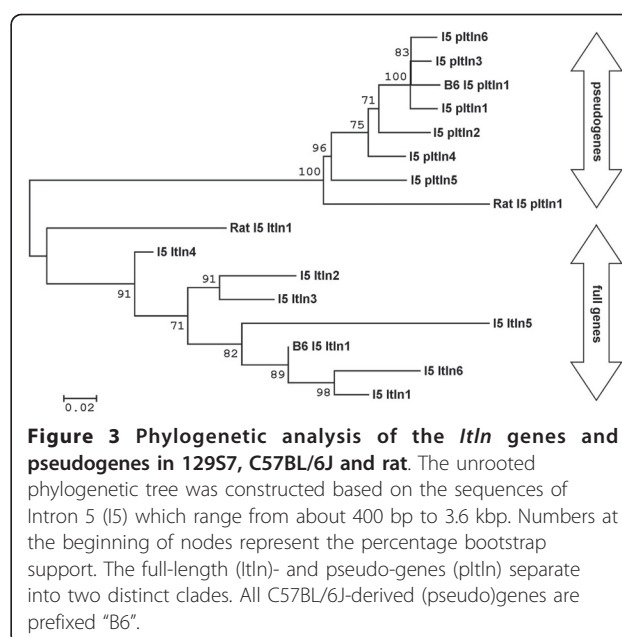 I5 pItln6
83
I5 pItln3
100
B6 I5 pItln1
I5 pItln1
71
I5 pItln2
75
I5 pItln4
96
I5 pItln5
100
Rat I5 pItln1
pseudogenes
Rat I5 Itln1
I5 Itln4
91
I5 Itln2
91
I5 Itln3
71
I5 Itln5
82
B6 I5 Itln1
89
I5 Itln6
98
I5 Itln1
full genes
0.02
Figure 3 Phylogenetic analysis of the Itln genes and
pseudogenes in 129S7, C57BL/6J and rat. The unrooted
phylogenetic tree was constructed based on the sequences of
Intron 5 (I5) which range from about 400 bp to 3.6 kbp. Numbers at
the beginning of nodes represent the percentage bootstrap
support. The full-length (Itln)- and pseudo-genes (pItln) separate
into two distinct clades. All C57BL/6J-derived (pseudo)genes are
prefixed “B6”.